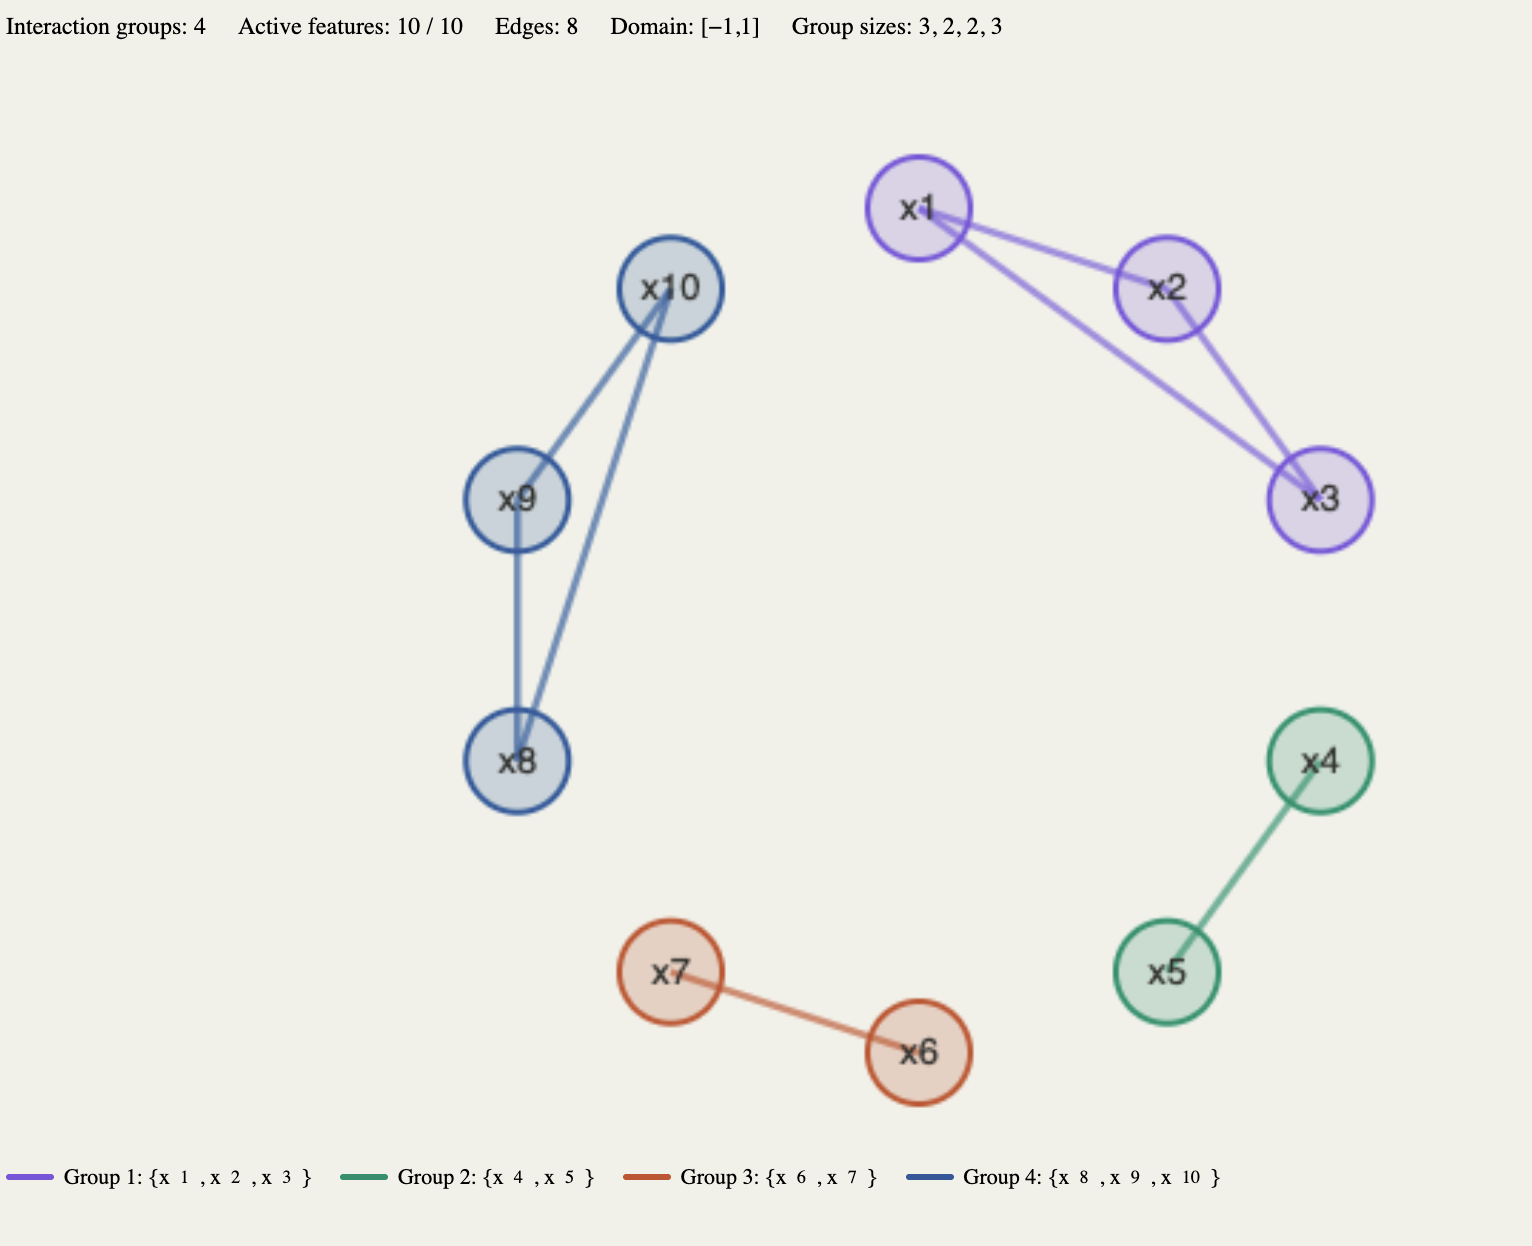 Interaction groups: 4 Active features: 10 / 10 Edges: 8 Domain: [−1,1] Group sizes: 3, 2, 2, 3
x1
x10
x2
x9
x3
x8
x4
x7
x5
x6
Group 1: {x 1 , x 2 , x 3 } Group 2: {x 4 , x 5 } Group 3: {x 6 , x 7 } Group 4: {x 8 , x 9 , x 10 }